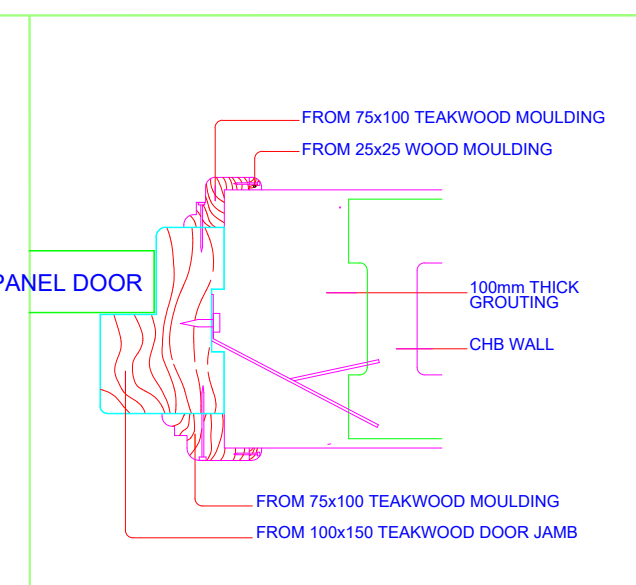 FROM 75x100 TEAKWOOD MOULDING
FROM 25x25 WOOD MOULDING
PANEL DOOR
100mm THICK
GROUTING
CHB WALL
FROM 75x100 TEAKWOOD MOULDING
FROM 100x150 TEAKWOOD DOOR JAMB